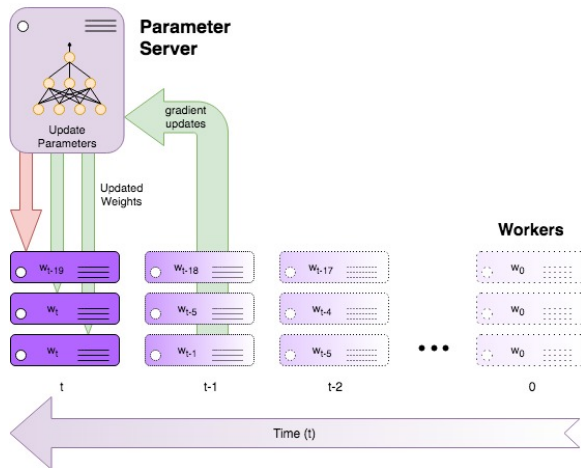 Parameter
Server
Update
Parameters
gradient
updates
Updated
Weights
Workers
w_{t-19} w_{t-18} w_{t-17} w_0
w_t w_{t-5} w_{t-4} w_0
w_t w_{t-1} w_{t-5} w_0
t t-1 t-2 0
Time (t)